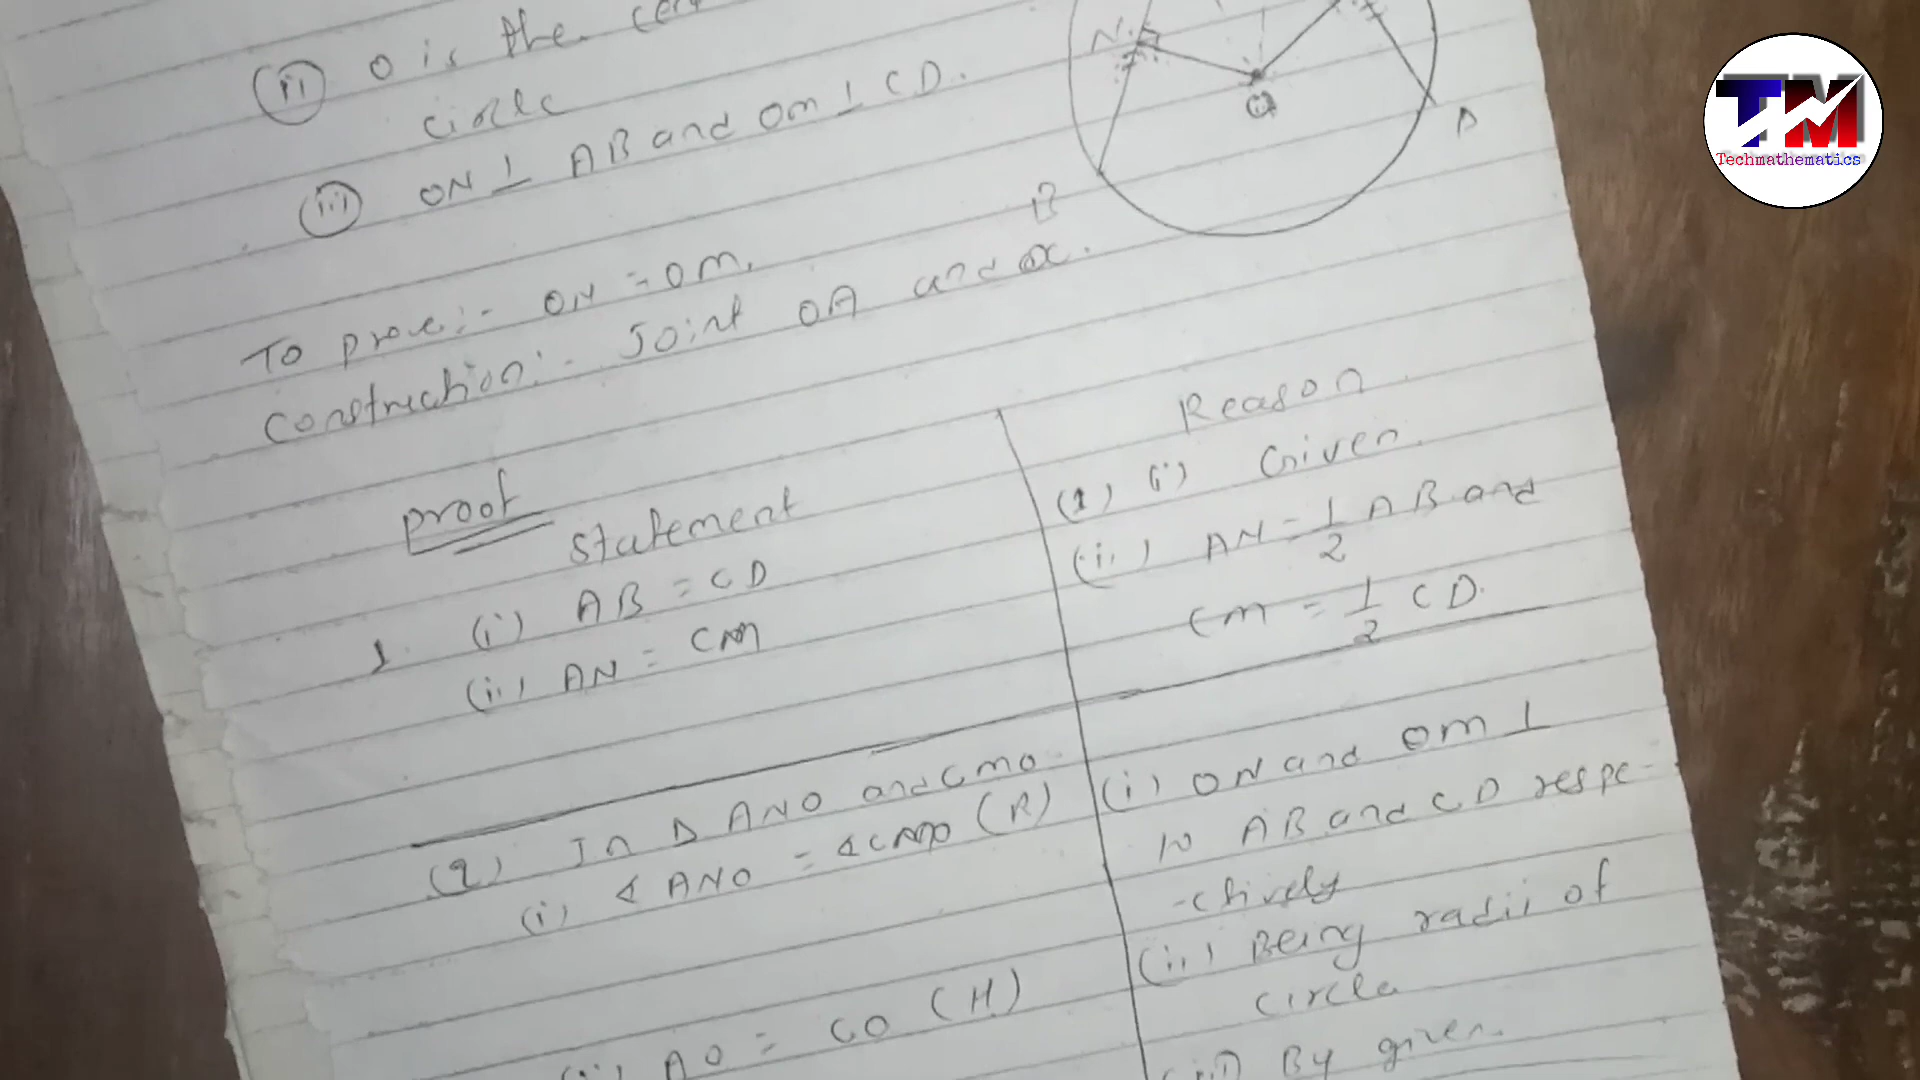 (ii) O is the
circle
(iii) ON ⊥ AB and OM ⊥ CD.
N
O
D
B
To prove:- ON = OM.
Construction:- Joint OA and OC.
Proof
Statement
1. (i) AB = CD
(ii) AN = CM
Reason
(1) (i) Given.
(ii) AN = 1/2 AB and
CM = 1/2 CD.
(2) In Δ ANO and CMO.
(i) ∢ ANO = ∢ CMO (R)
AO = CO (H)
(i) ON and OM ⊥
to AB and CD respe-
-ctively
(ii) Being radii of
circle
(iii) By given.
TM
Techmathematics